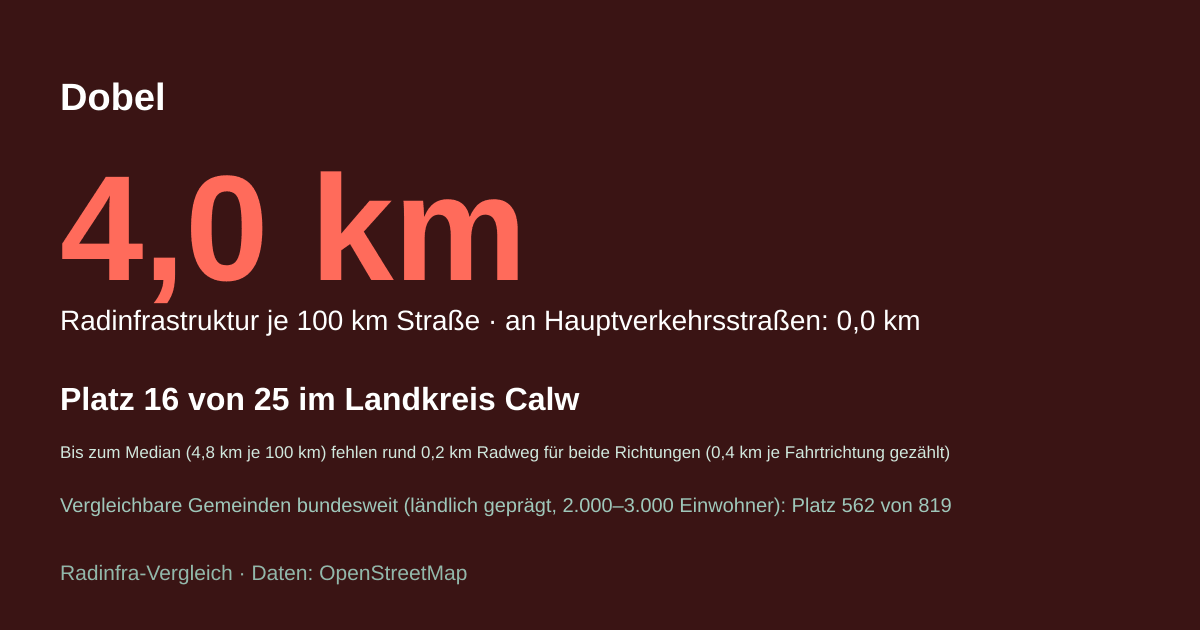 Dobel
4,0 km
Radinfrastruktur je 100 km Straße · an Hauptverkehrsstraßen: 0,0 km
Platz 16 von 25 im Landkreis Calw
Bis zum Median (4,8 km je 100 km) fehlen rund 0,2 km Radweg für beide Richtungen (0,4 km je Fahrtrichtung gezählt)
Vergleichbare Gemeinden bundesweit (ländlich geprägt, 2.000–3.000 Einwohner): Platz 562 von 819
Radinfra-Vergleich · Daten: OpenStreetMap